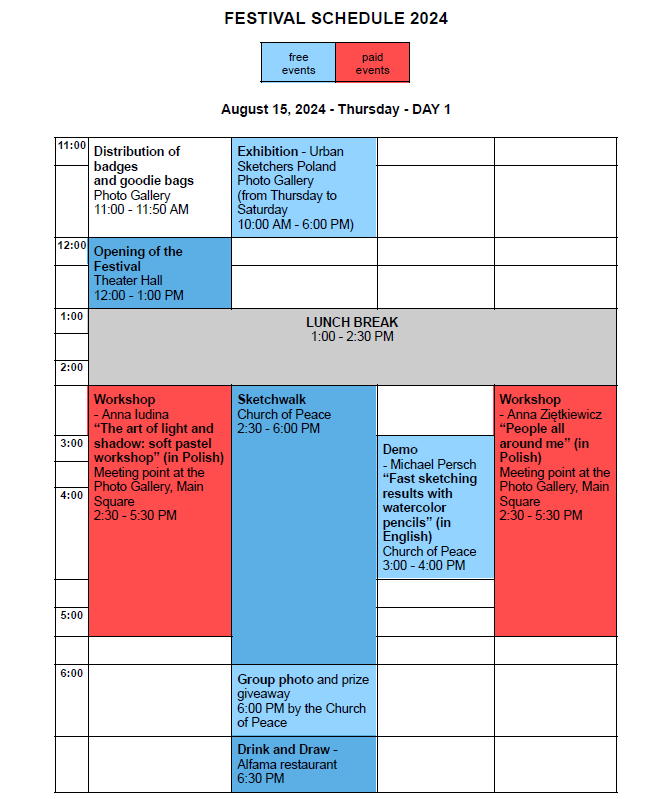 FESTIVAL SCHEDULE 2024
free
events
paid
events
August 15, 2024 - Thursday - DAY 1
11:00
Distribution of
badges
and goodie bags
Photo Gallery
11:00 - 11:50 AM
Exhibition - Urban
Sketchers Poland
Photo Gallery
(from Thursday to
Saturday
10:00 AM - 6:00 PM)
12:00
Opening of the
Festival
Theater Hall
12:00 - 1:00 PM
1:00
LUNCH BREAK
1:00 - 2:30 PM
2:00
Workshop
- Anna Iudina
“The art of light and
shadow: soft pastel
workshop” (in Polish)
Meeting point at the
Photo Gallery, Main
Square
2:30 - 5:30 PM
Sketchwalk
Church of Peace
2:30 - 6:00 PM
Workshop
- Anna Ziętkiewicz
“People all
around me” (in
Polish)
Meeting point at the
Photo Gallery, Main
Square
2:30 - 5:30 PM
3:00
Demo
- Michael Persch
“Fast sketching
results with
watercolor
pencils” (in
English)
Church of Peace
3:00 - 4:00 PM
4:00
5:00
6:00
Group photo and prize
giveaway
6:00 PM by the Church
of Peace
Drink and Draw -
Alfama restaurant
6:30 PM